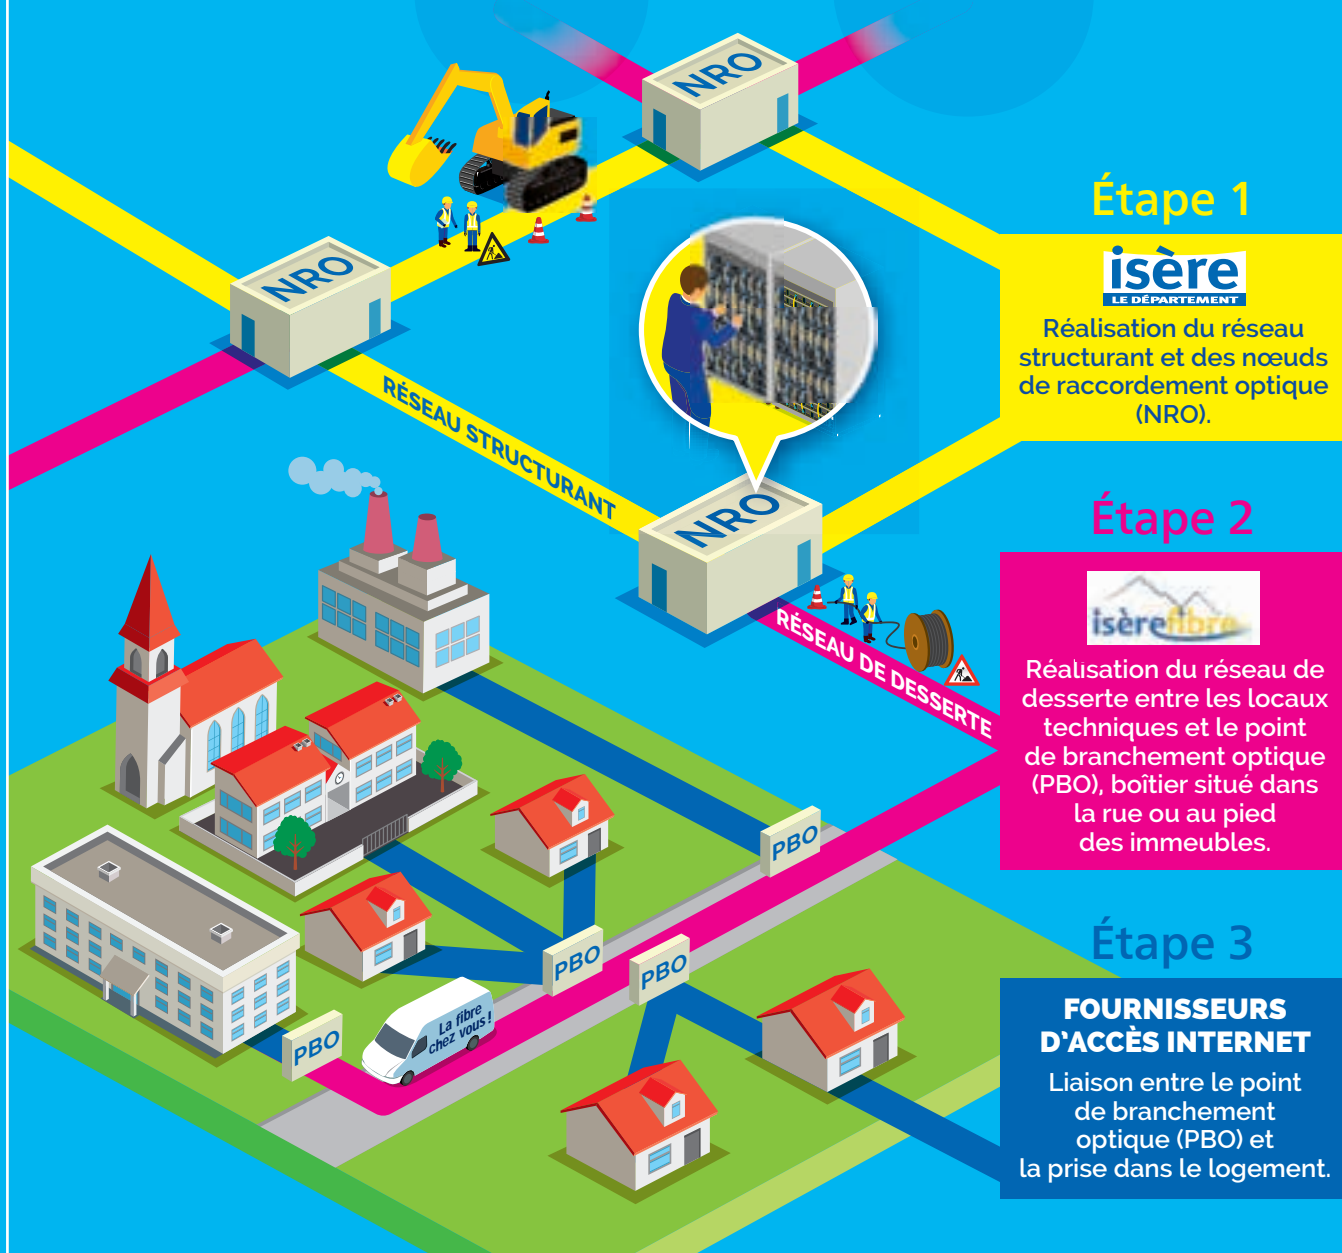 NRO
NRO
RÉSEAU STRUCTURANT
NRO
RÉSEAU DE DESSERTE
PBO
PBO
PBO
PBO
La fibre
chez vous !
Étape 1
isère
LE DÉPARTEMENT
Réalisation du réseau
structurant et des nœuds
de raccordement optique
(NRO).
Étape 2
isèrefibre
Réalisation du réseau de
desserte entre les locaux
techniques et le point
de branchement optique
(PBO), boîtier situé dans
la rue ou au pied
des immeubles.
Étape 3
FOURNISSEURS
D'ACCÈS INTERNET
Liaison entre le point
de branchement
optique (PBO) et
la prise dans le logement.